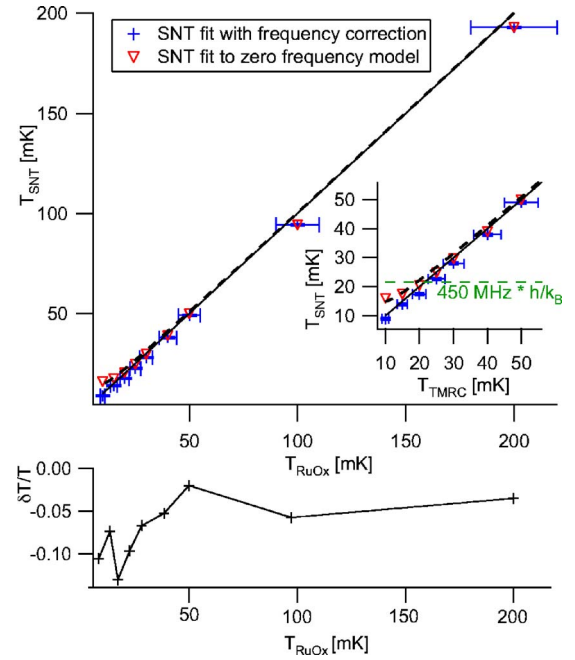 200
150
100
50
T_SNT [mK]
SNT fit with frequency correction
SNT fit to zero frequency model
50
40
30
20
10
T_SNT [mK]
450 MHz * h/k_B
10 20 30 40 50
T_TMRC [mK]
50 100 150 200
T_RuOx [mK]
0.00
-0.05
-0.10
δT/T
50 100 150 200
T_RuOx [mK]